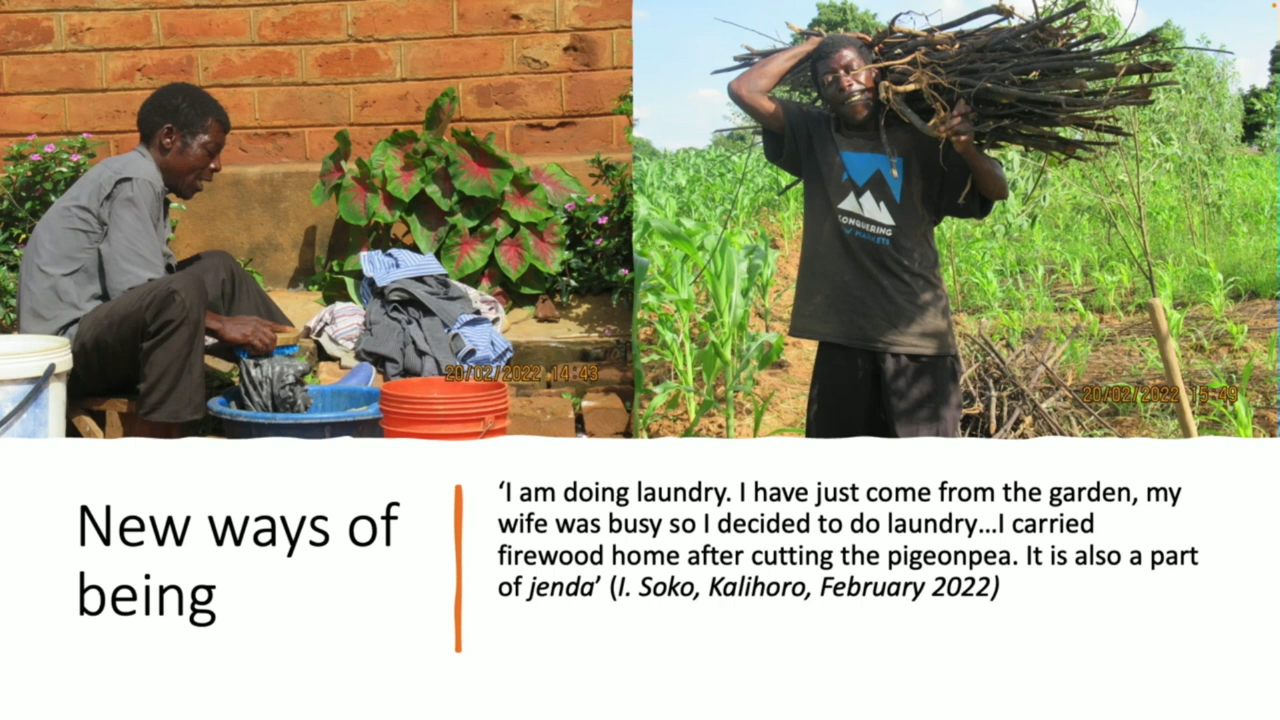 CONQUERING
NEW MARKETS
20/02/2022 14:43
20/02/2022 15:49
New ways of
being
‘I am doing laundry. I have just come from the garden, my
wife was busy so I decided to do laundry…I carried
firewood home after cutting the pigeonpea. It is also a part
of jenda’ (I. Soko, Kalihoro, February 2022)